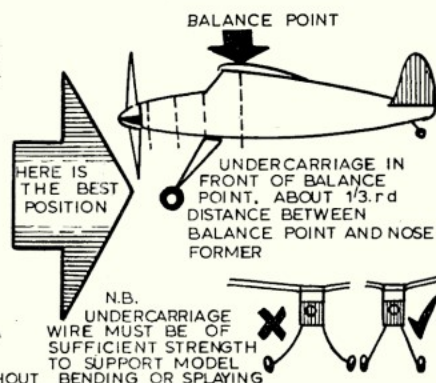 BALANCE POINT
HERE IS
THE BEST
POSITION
UNDERCARRIAGE IN
FRONT OF BALANCE
POINT. ABOUT 1/3.rd
DISTANCE BETWEEN
BALANCE POINT AND NOSE
FORMER
N.B.
UNDERCARRIAGE
WIRE MUST BE OF
SUFFICIENT STRENGTH
TO SUPPORT MODEL
HOUT BENDING OR SPLAYING